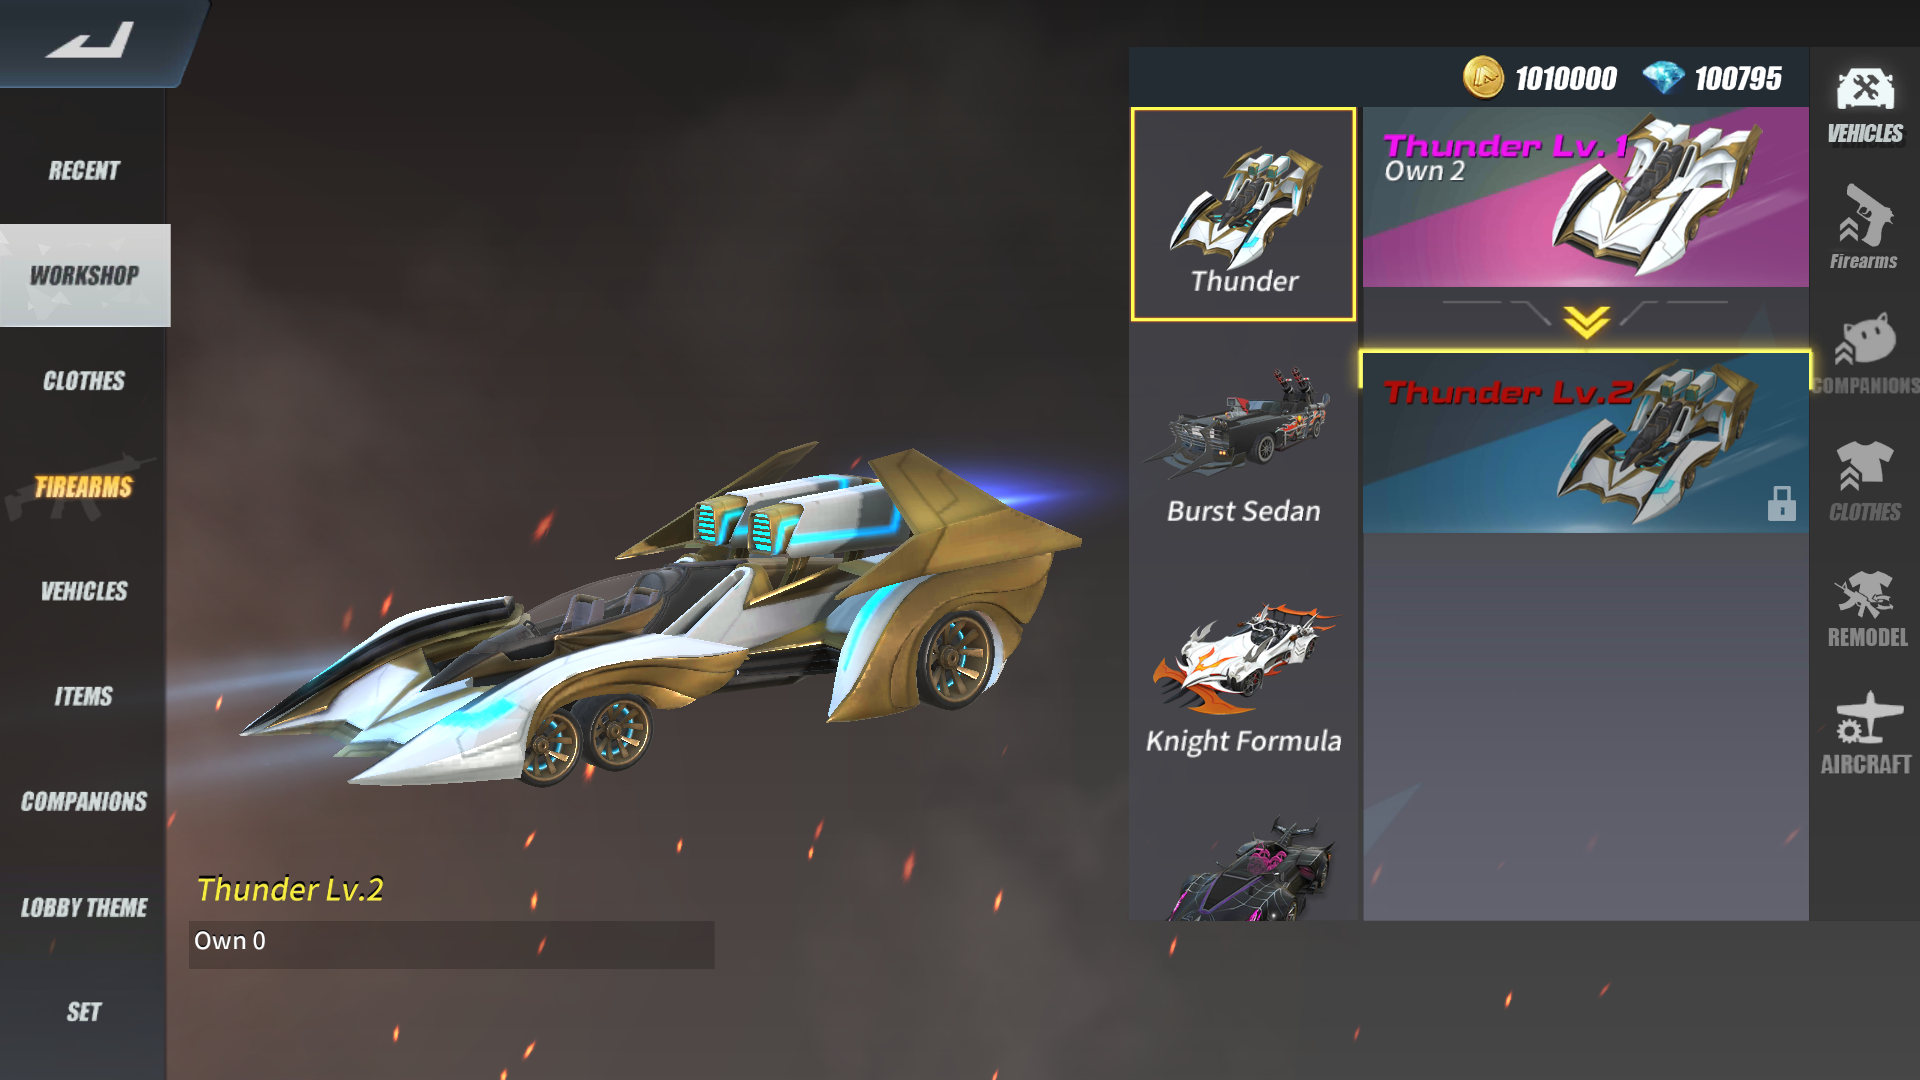 RECENT
WORKSHOP
CLOTHES
FIREARMS
VEHICLES
ITEMS
COMPANIONS
LOBBY THEME
SET
Thunder Lv.2
Own 0
1010000
100795
Thunder
Burst Sedan
Knight Formula
Thunder Lv.1
Own 2
Thunder Lv.2
VEHICLES
Firearms
COMPANIONS
CLOTHES
REMODEL
AIRCRAFT